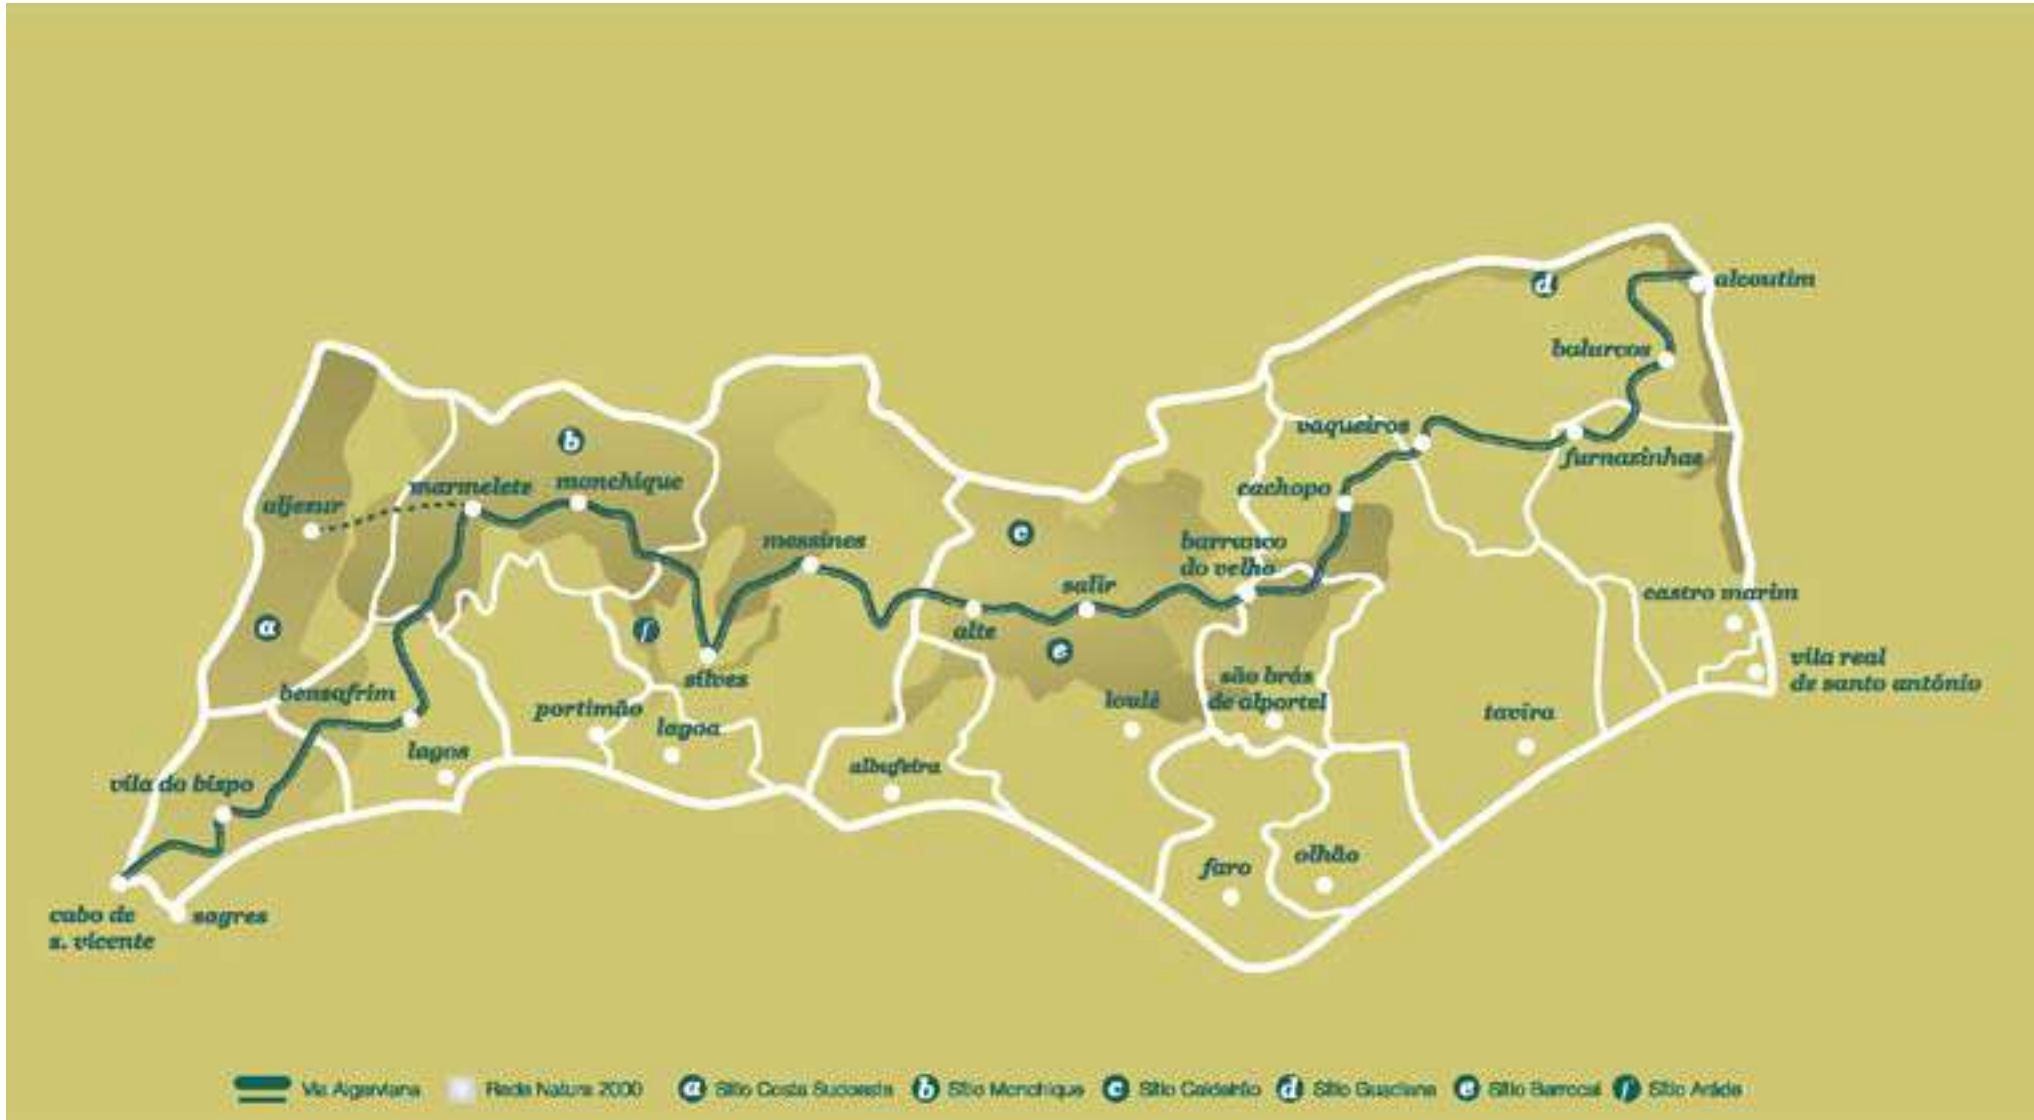 alcoutim
d
balurcos
vaqueiros
furnazinhas
b
marmelete
monchique
cachopo
aljezur
c
messines
barranco
do velho
salir
castro marim
a
f
alte
e
silves
vila real
de santo antónio
são brás
de alportel
bensafrim
portimão
loulé
tavira
lagoa
lagos
albufeira
vila do bispo
olhão
faro
cabo de
s. vicente
sagres
Via Algarviana
Rede Natura 2000
a Sítio Costa Sudoeste
b Sítio Monchique
c Sítio Caldeirão
d Sítio Guadiana
e Sítio Barrocal
f Sítio Arade